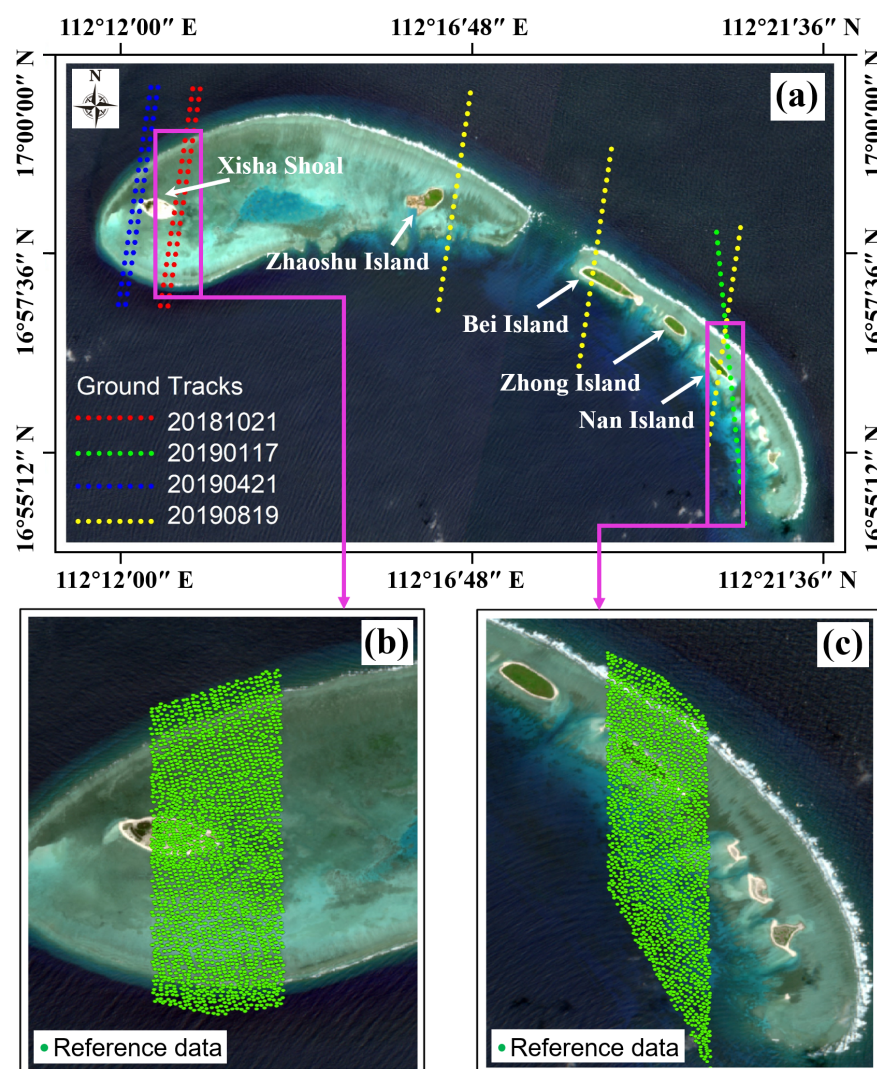 112°12′00″ E 112°16′48″ E 112°21′36″ N
N
(a)
17°00′00″ N
17°00′00″ N
Xisha Shoal
Zhaoshu Island
16°57′36″ N
16°57′36″ N
Bei Island
Zhong Island
Nan Island
Ground Tracks
20181021
20190117
20190421
20190819
16°55′12″ N
16°55′12″ N
112°12′00″ E 112°16′48″ E 112°21′36″ N
(b)
Reference data
(c)
Reference data